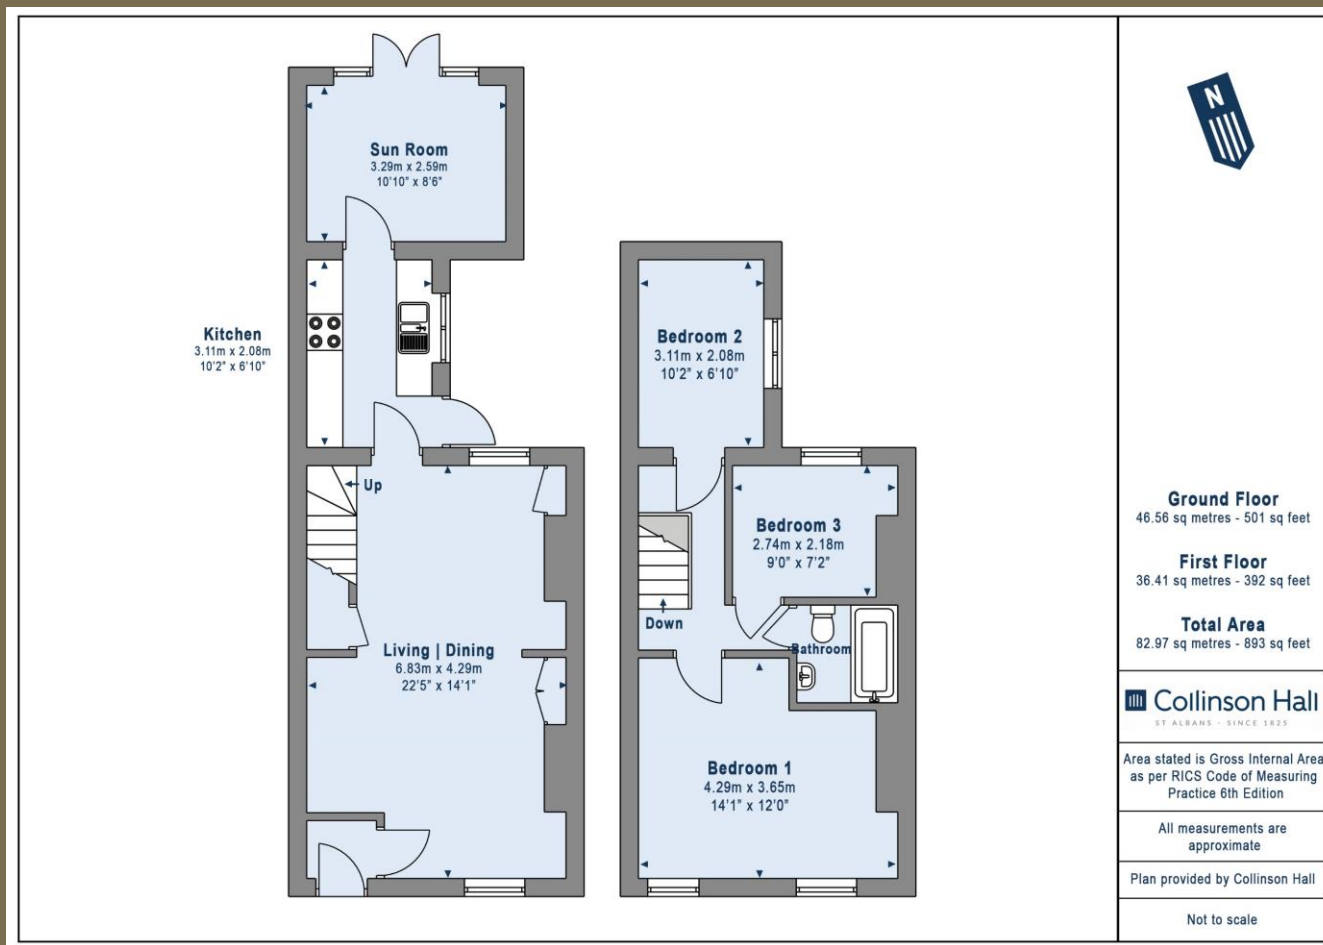 Sun Room
3.29m x 2.59m
10'10" x 8'6"
Kitchen
3.11m x 2.08m
10'2" x 6'10"
Up
Living | Dining
6.83m x 4.29m
22'5" x 14'1"
Bedroom 2
3.11m x 2.08m
10'2" x 6'10"
Bedroom 3
2.74m x 2.18m
9'0" x 7'2"
Down
Bathroom
Bedroom 1
4.29m x 3.65m
14'1" x 12'0"
N
Ground Floor
46.56 sq metres - 501 sq feet
First Floor
36.41 sq metres - 392 sq feet
Total Area
82.97 sq metres - 893 sq feet
Collinson Hall
ST ALBANS - SINCE 1825
Area stated is Gross Internal Area
as per RICS Code of Measuring
Practice 6th Edition
All measurements are
approximate
Plan provided by Collinson Hall
Not to scale